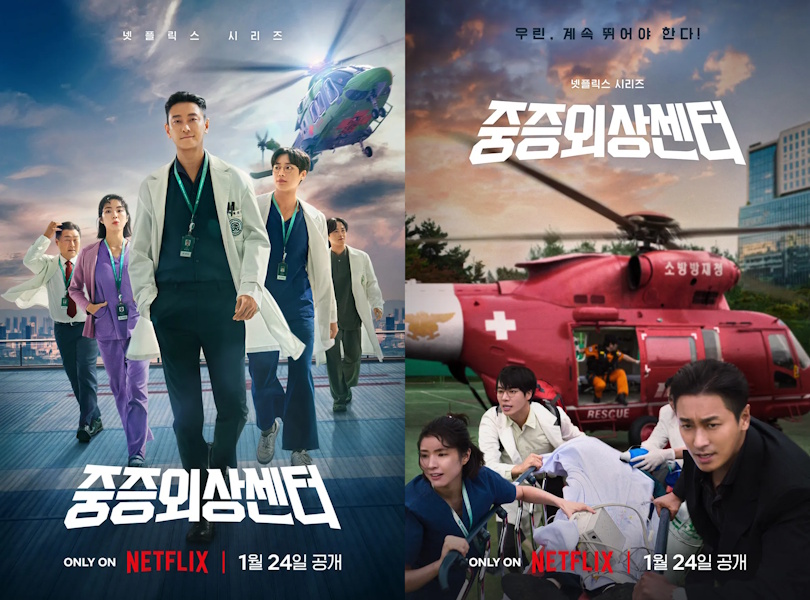 넷플릭스 시리즈
중증외상센터
ONLY ON NETFLIX | 1월 24일 공개
우린, 계속 뛰어야 한다!
넷플릭스 시리즈
중증외상센터
소방방재청
RESCUE
ONLY ON NETFLIX | 1월 24일 공개